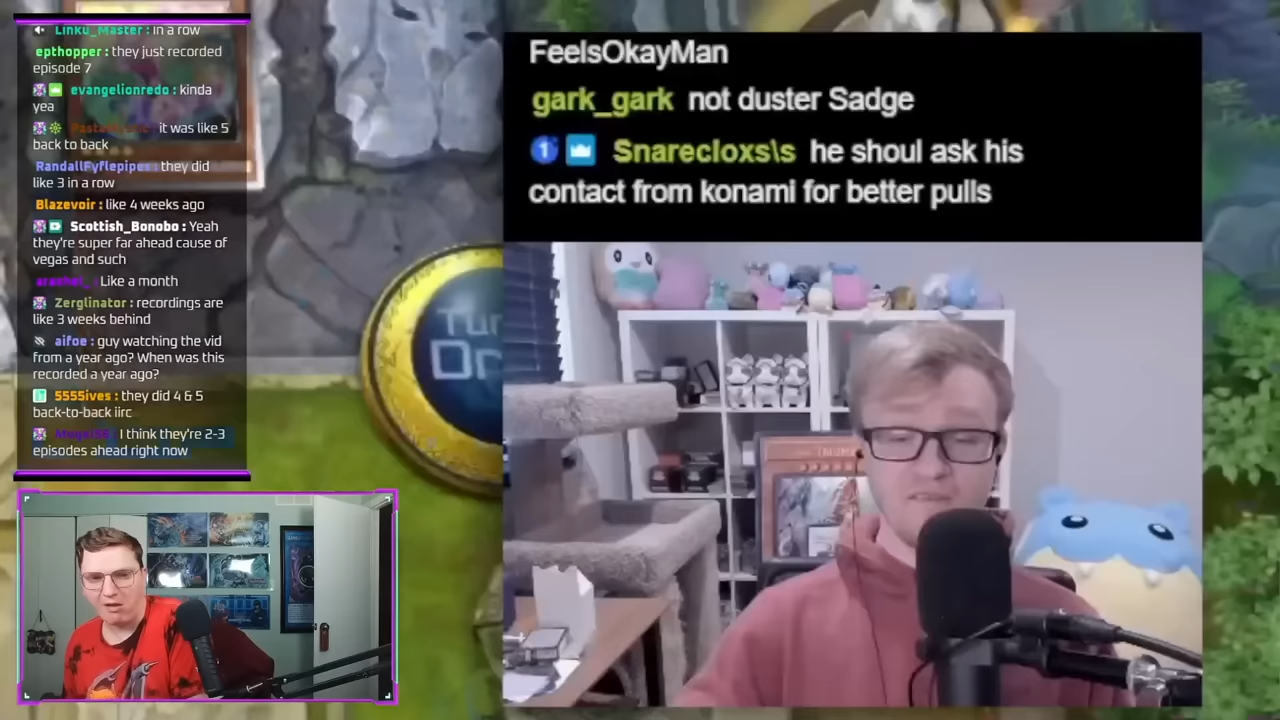 Linku_Master : in a row
epthopper : they just recorded
episode 7
evangelionredo : kinda
yea
it was like 5
back to back
RandallFyflepipes : they did
like 3 in a row
Blazevoir : like 4 weeks ago
Scottish_Bonobo : Yeah
they're super far ahead cause of
vegas and such
Like a month
Zerglinator : recordings are
like 3 weeks behind
aifoe : guy watching the vid
from a year ago? When was this
recorded a year ago?
5555ives : they did 4 & 5
back-to-back iirc
I think they're 2-3
episodes ahead right now
FeelsOkayMan
gark_gark not duster Sadge
1 Snarecloxs\s he shoul ask his
contact from konami for better pulls